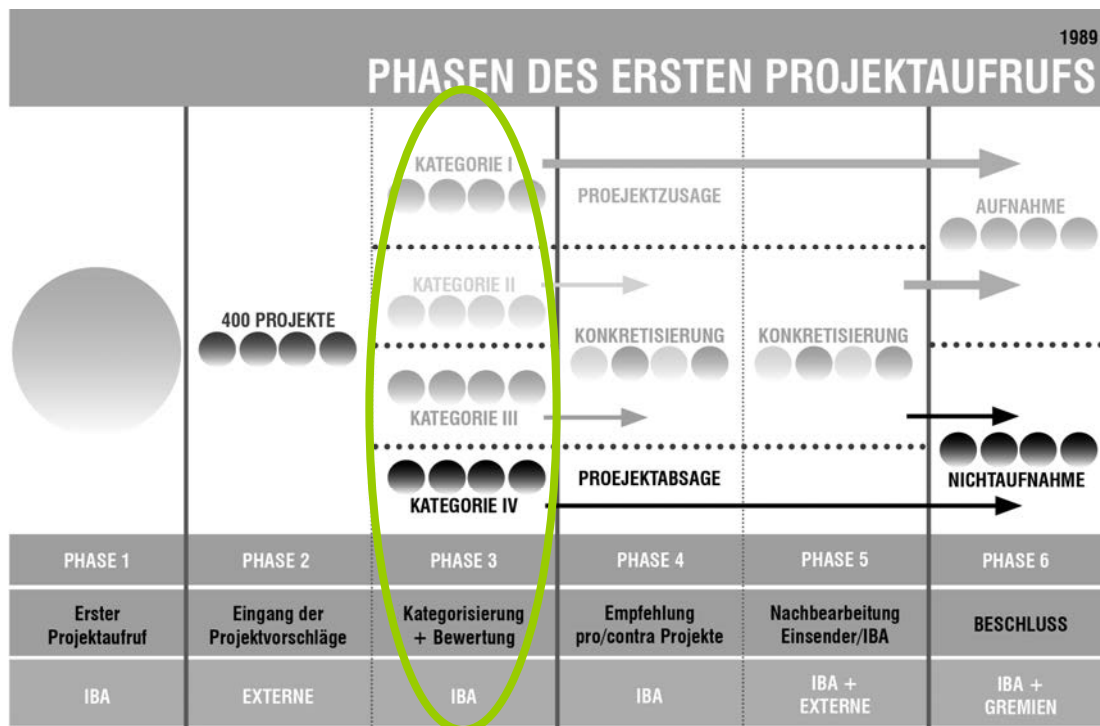 1989
PHASEN DES ERSTEN PROJEKTAUFRUFS
KATEGORIE I
PROEJEKTZUSAGE
AUFNAHME
KATEGORIE II
400 PROJEKTE
KONKRETISIERUNG
KONKRETISIERUNG
KATEGORIE III
PROEJEKTABSAGE
NICHTAUFNAHME
KATEGORIE IV
PHASE 1
PHASE 2
PHASE 3
PHASE 4
PHASE 5
PHASE 6
Erster
Projektaufruf
Eingang der
Projektvorschläge
Kategorisierung
+ Bewertung
Empfehlung
pro/contra Projekte
Nachbearbeitung
Einsender/IBA
BESCHLUSS
IBA
EXTERNE
IBA
IBA
IBA +
EXTERNE
IBA +
GREMIEN